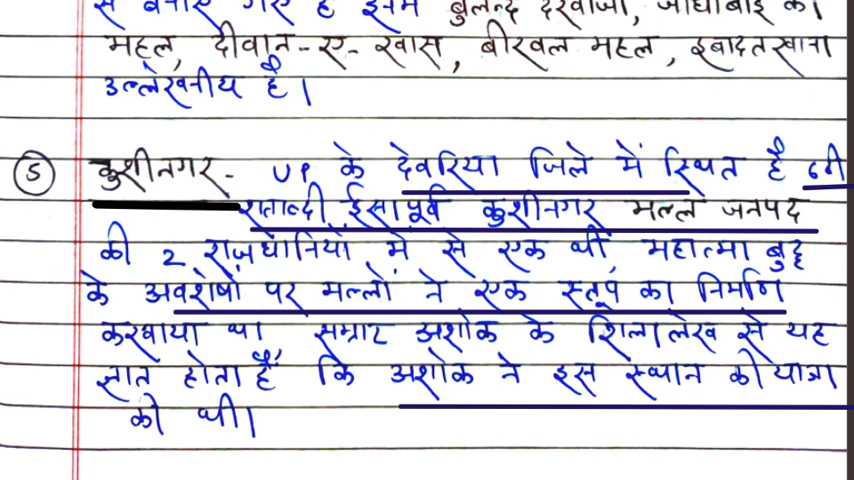 से बनाए गए हैं इनमें बुलन्द दरवाजा, जोधाबाई का
महल, दीवान-ए-खास, बीरबल महल, इबादतखाना
उल्लेखनीय है।
5 कुशीनगर - UP के देवरिया जिले में स्थित है 6वी
शताब्दी ईसापूर्व कुशीनगर मल्ल जनपद
की 2 राजधानियों में से एक थी महात्मा बुद्ध
के अवशेषों पर मल्लों ने एक स्तूप का निर्माण
करवाया था सम्राट अशोक के शिलालेख से यह
ज्ञात होता है कि अशोक ने इस स्थान की यात्रा
की थी।